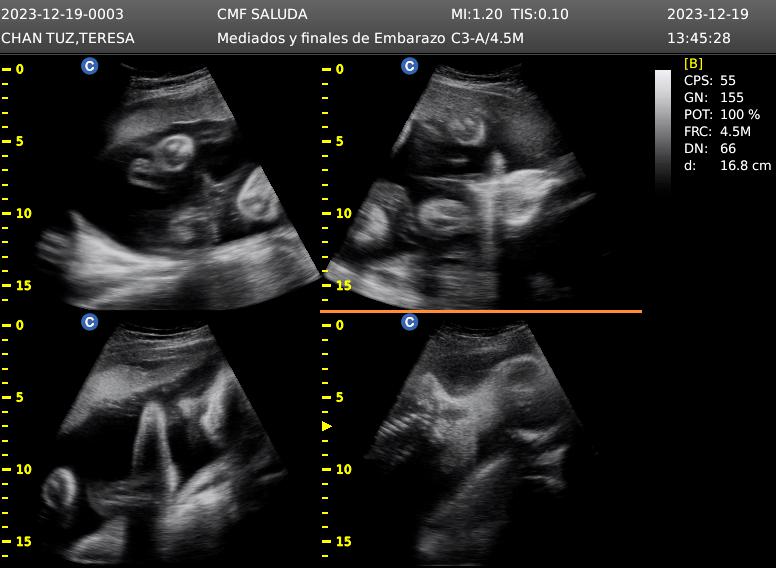 2023-12-19-0003 CMF SALUDA MI:1.20 TIS:0.10 2023-12-19
CHAN TUZ,TERESA Mediados y finales de Embarazo C3-A/4.5M 13:45:28
C C
[B]
CPS: 55
GN: 155
POT: 100 %
FRC: 4.5M
DN: 66
d: 16.8 cm
0 0
5 5
10 10
15 15
C C
0 0
5 5
10 10
15 15